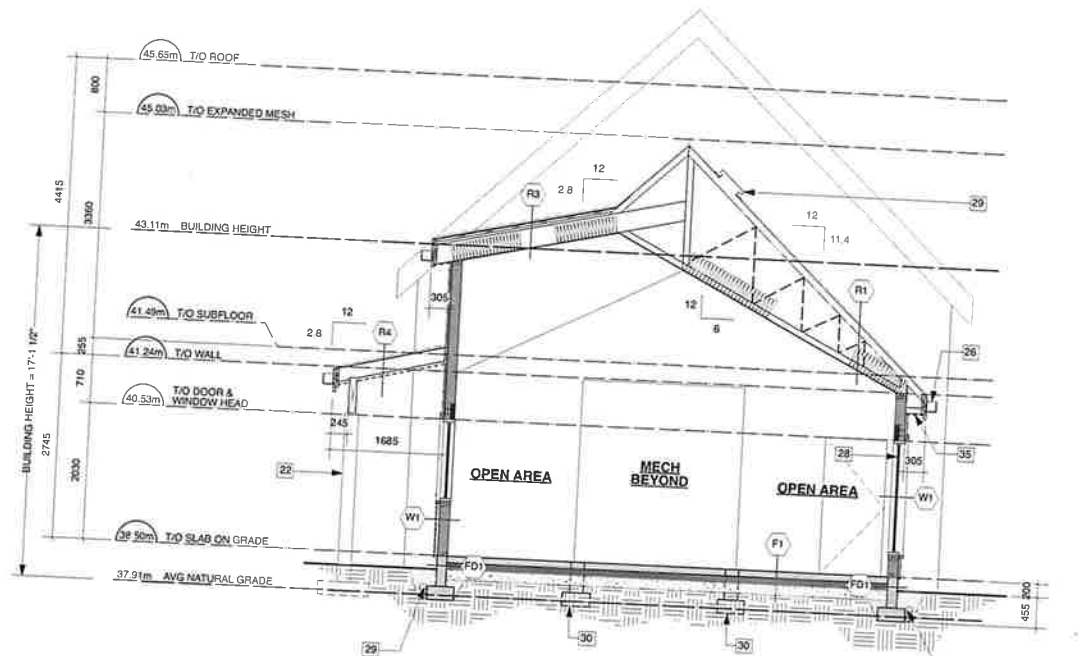 45.65m T/O ROOF
800
45.03m T/O EXPANDED MESH
4415
3360
12
2.8
R3
29
12
11.4
43.11m BUILDING HEIGHT
305
12
6
R1
41.49m T/O SUBFLOOR
12
2.8
R4
255
41.24m T/O WALL
26
710
T/O DOOR &
WINDOW HEAD
40.53m
BUILDING HEIGHT = 17'-1 1/2"
2745
245
1685
22
28
305
35
OPEN AREA
MECH
BEYOND
OPEN AREA
2030
W1
W1
F1
38.50m T/O SLAB ON GRADE
FD1
FD1
37.91m AVG NATURAL GRADE
200
455
29
30
30